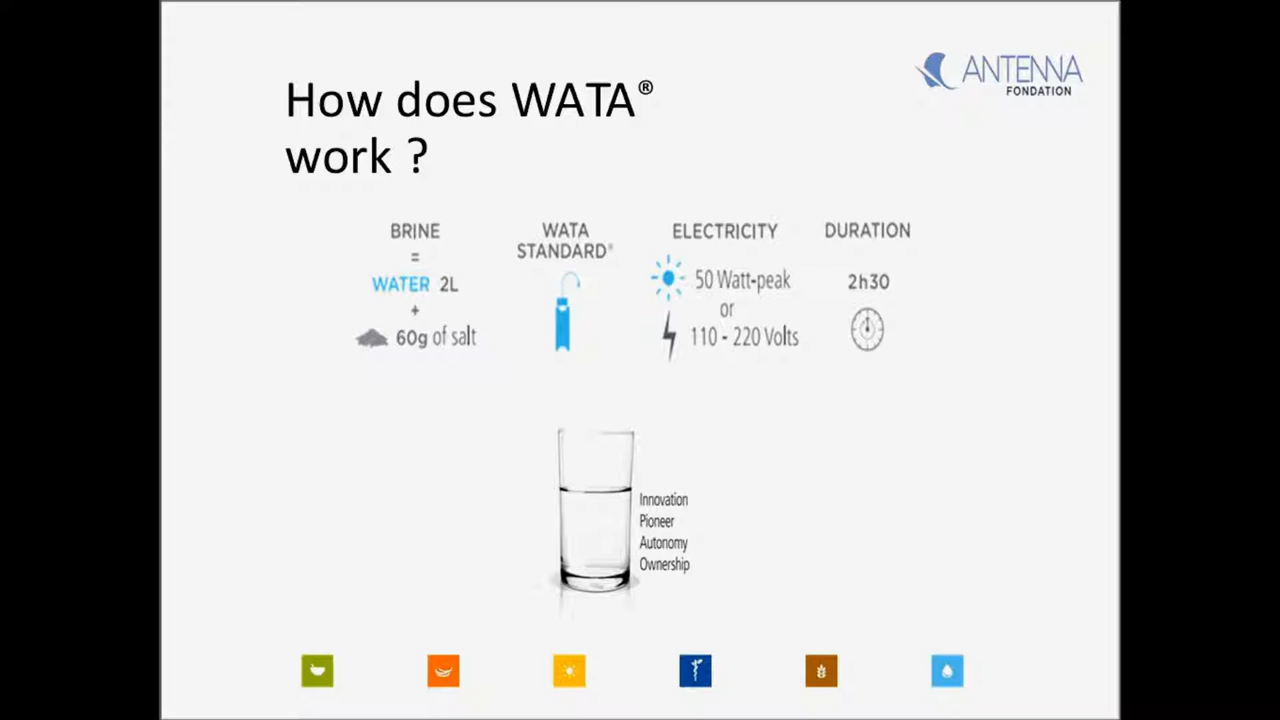 ANTENNA
FONDATION
How does WATA®
work ?
BRINE
=
WATER 2L
+
60g of salt
WATA
STANDARD®
ELECTRICITY
50 Watt-peak
or
110 - 220 Volts
DURATION
2h30
Innovation
Pioneer
Autonomy
Ownership